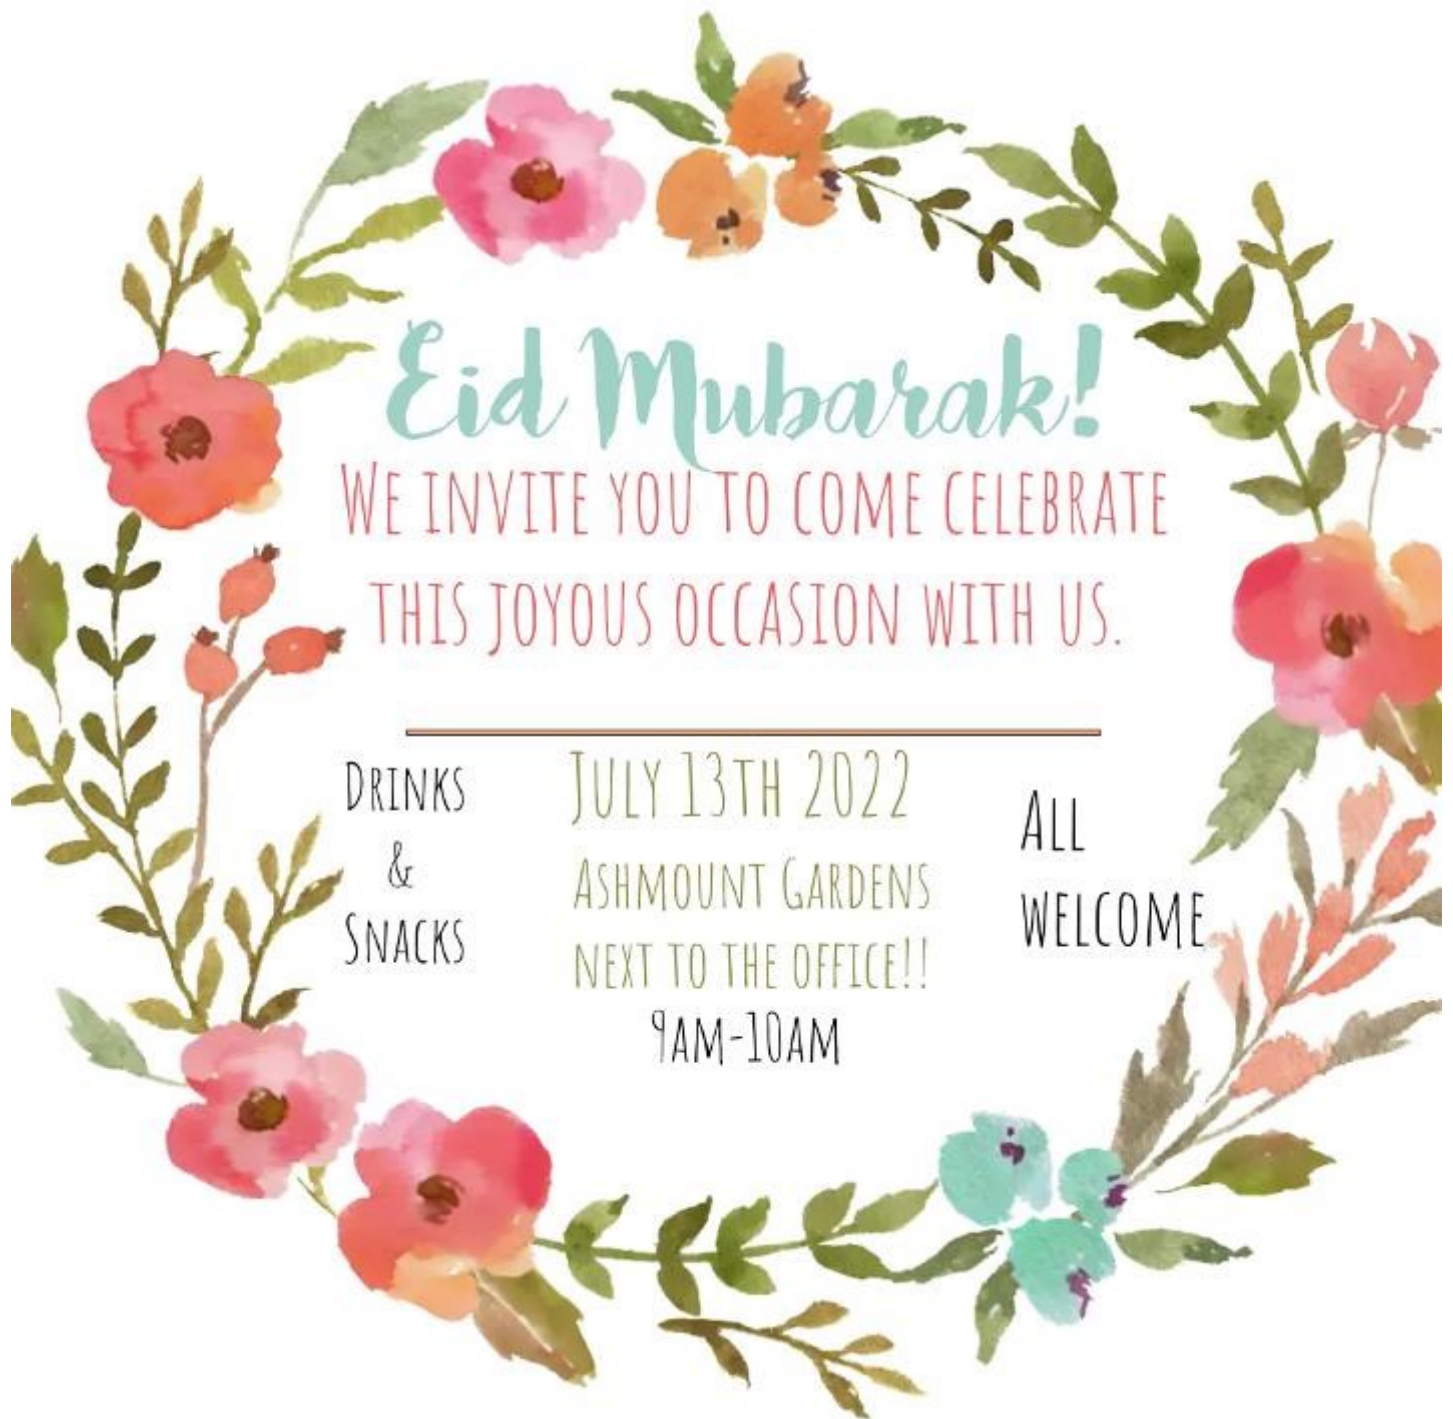 Eid Mubarak!
WE INVITE YOU TO COME CELEBRATE
THIS JOYOUS OCCASION WITH US.
DRINKS
&
SNACKS
JULY 13TH 2022
ASHMOUNT GARDENS
NEXT TO THE OFFICE!!
9AM-10AM
ALL
WELCOME